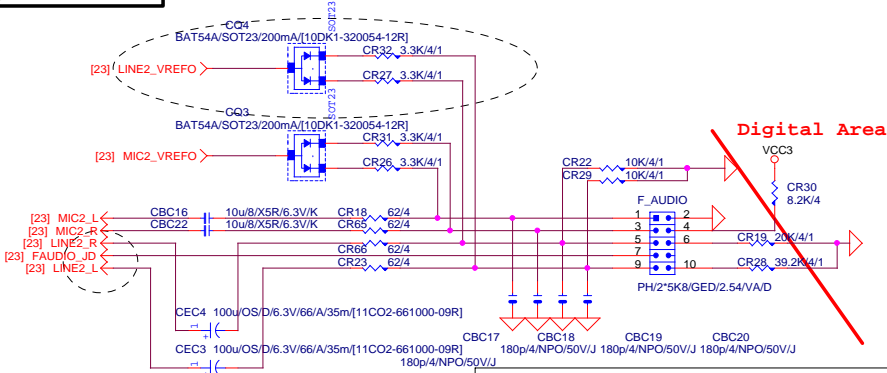 CQ4
SOT23
BAT54A/SOT23/200mA/[10DK1-320054-12R]
CR32 3.3K/4/1
[23] LINE2_VREFO
CR27 3.3K/4/1
SOT23
CQ3
BAT54A/SOT23/200mA/[10DK1-320054-12R]
CR31 3.3K/4/1
Digital Area
[23] MIC2_VREFO
CR26 3.3K/4/1
VCC3
CR22 10K/4/1
CR29 10K/4/1
CR30
8.2K/4
F_AUDIO
[23] MIC2_L CBC16 10u/8/X5R/6.3V/K CR18 62/4 1 2
[23] MIC2_R CBC22 10u/8/X5R/6.3V/K CR65 62/4 3 4
[23] LINE2_R 5 6 CR19 20K/4/1
[23] FAUDIO_JD CR66 62/4 7
[23] LINE2_L CR23 62/4 9 10 CR28 39.2K/4/1
PH/2*5K8/GED/2.54/VA/D
CEC4 100u/OS/D/6.3V/66/A/35m/[11CO2-661000-09R]
1 +
CBC17 CBC18 CBC19 CBC20
CEC3 100u/OS/D/6.3V/66/A/35m/[11CO2-661000-09R]
180p/4/NPO/50V/J 180p/4/NPO/50V/J 180p/4/NPO/50V/J
180p/4/NPO/50V/J
1 +